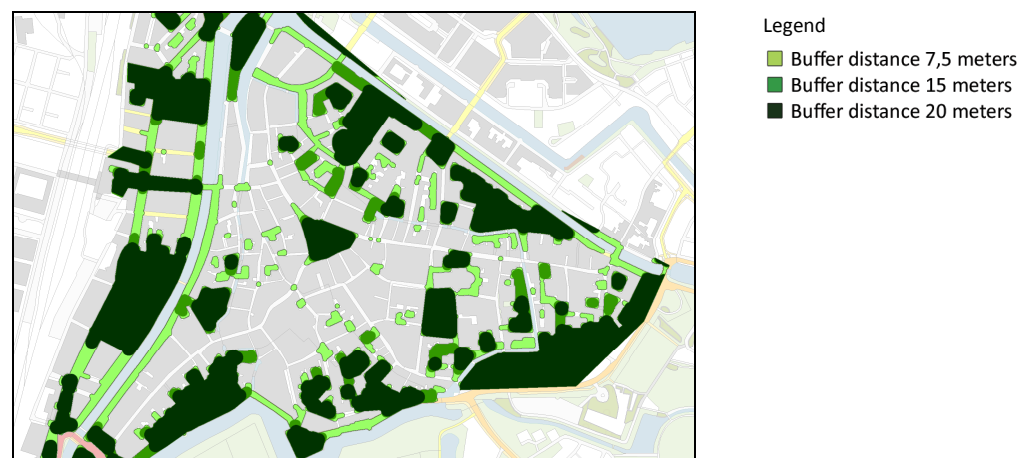 Legend
Buffer distance 7,5 meters
Buffer distance 15 meters
Buffer distance 20 meters